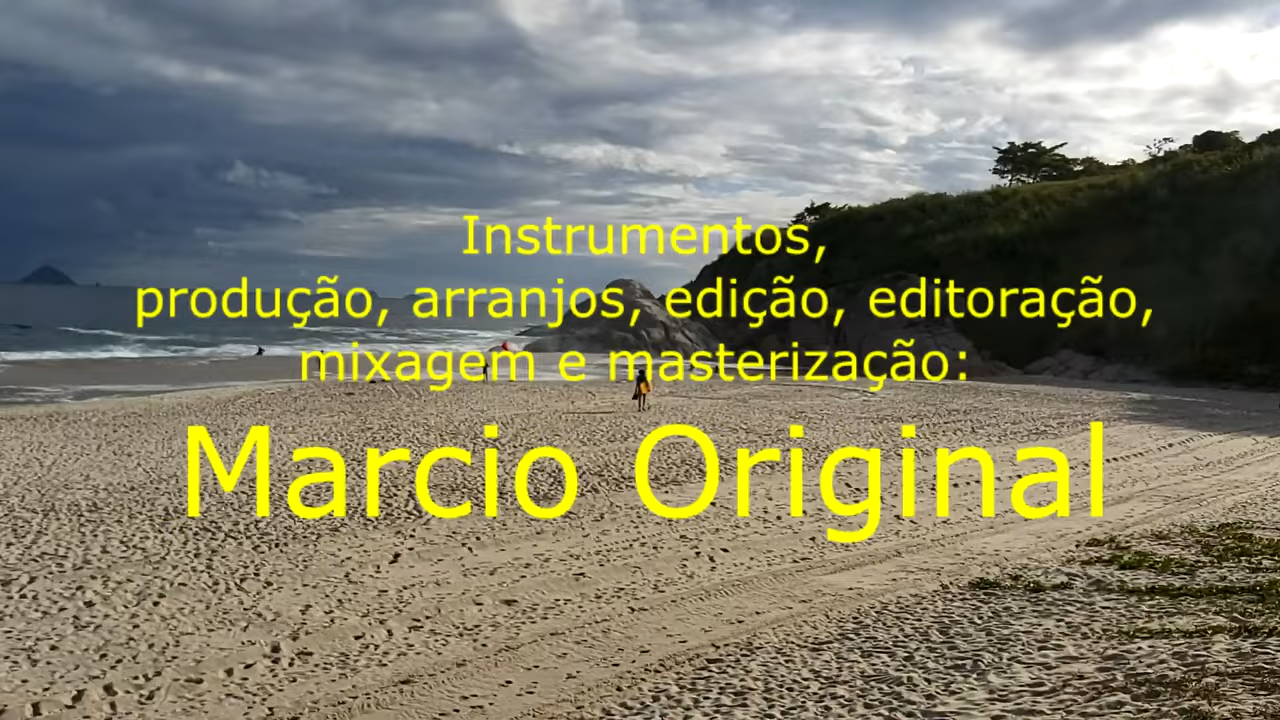 Instrumentos,
produção, arranjos, edição, editoração,
mixagem e masterização:
Marcio Original